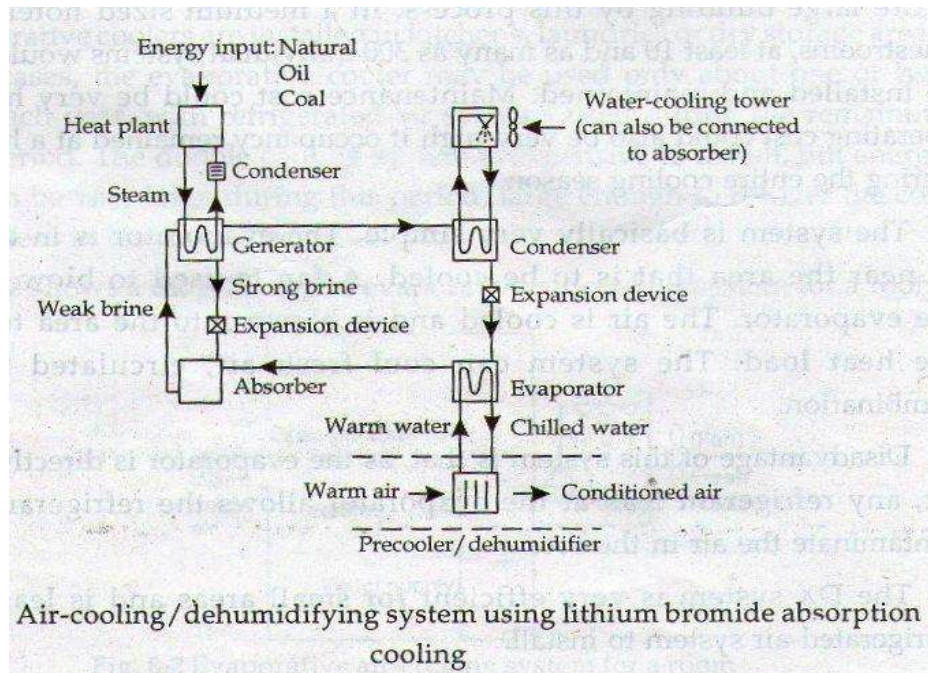 Energy input: Natural
Oil
Coal
Heat plant
Water-cooling tower
(can also be connected
to absorber)
Condenser
Steam
Generator
Condenser
Strong brine
Expansion device
Weak brine
Expansion device
Absorber
Evaporator
Warm water
Chilled water
Warm air
Conditioned air
Precooler/dehumidifier
Air-cooling/dehumidifying system using lithium bromide absorption
cooling